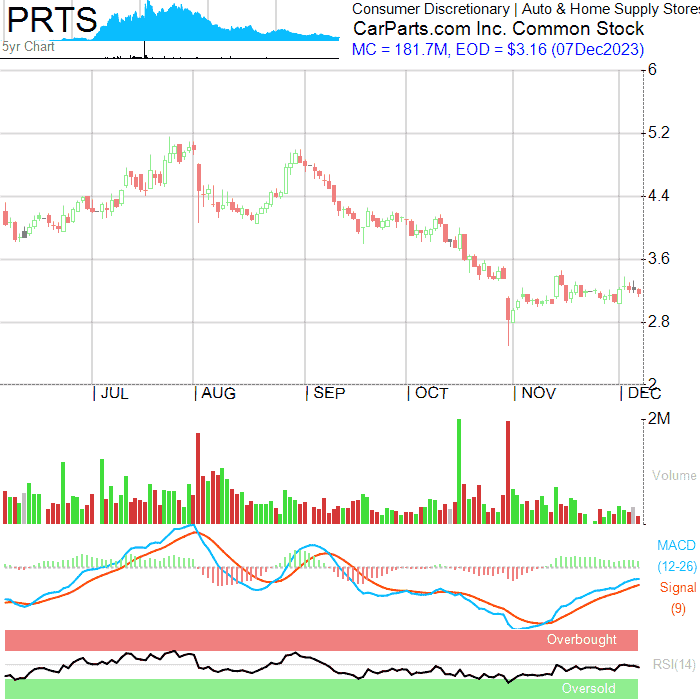 PRTS
5yr Chart
Consumer Discretionary | Auto & Home Supply Stores
CarParts.com Inc. Common Stock
MC = 181.7M, EOD = $3.16 (07Dec2023)
6
5.2
4.4
3.6
2.8
2
JUL AUG SEP OCT NOV DEC
2M
Volume
MACD
(12-26)
Signal
(9)
Overbought
RSI(14)
Oversold